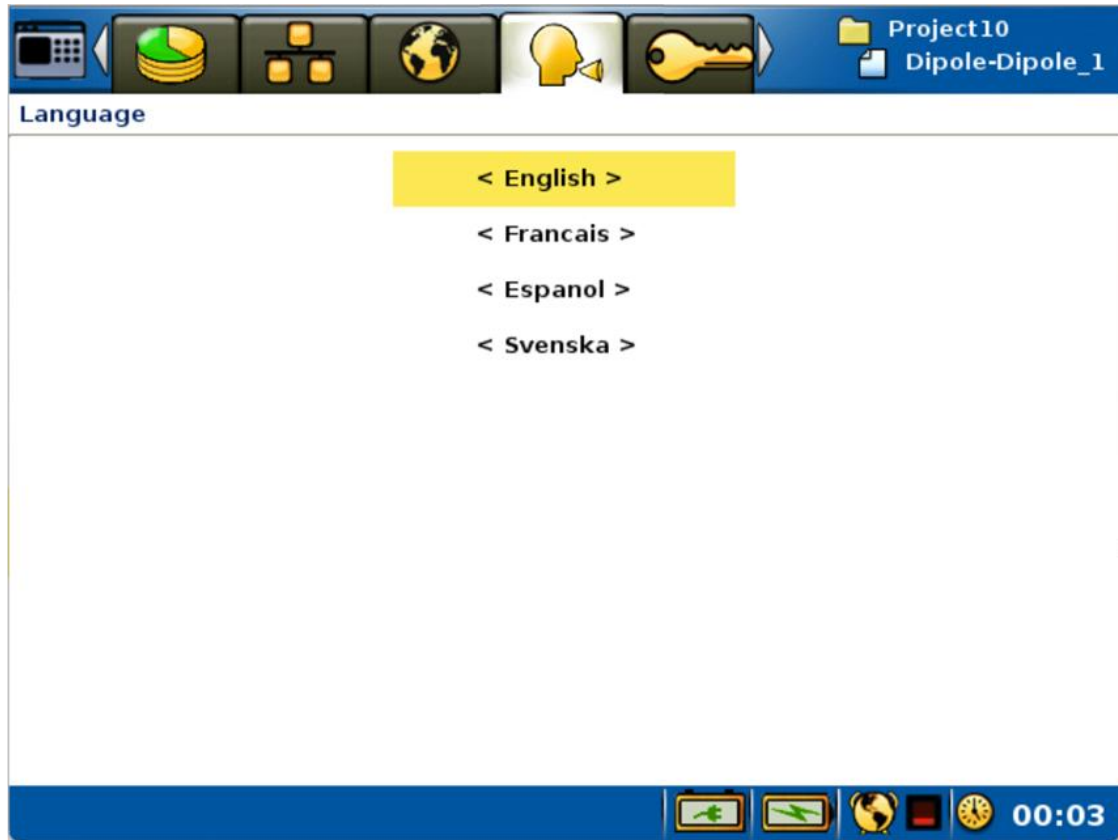 Project10
Dipole-Dipole_1
Language
< English >
< Francais >
< Espanol >
< Svenska >
00:03